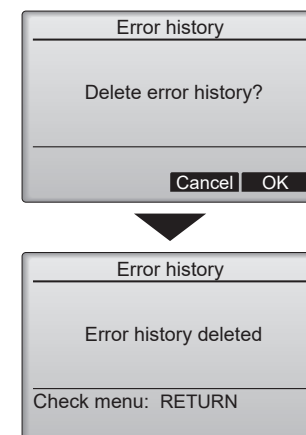 Error history
Delete error history?
Cancel OK
Error history
Error history deleted
Check menu: RETURN